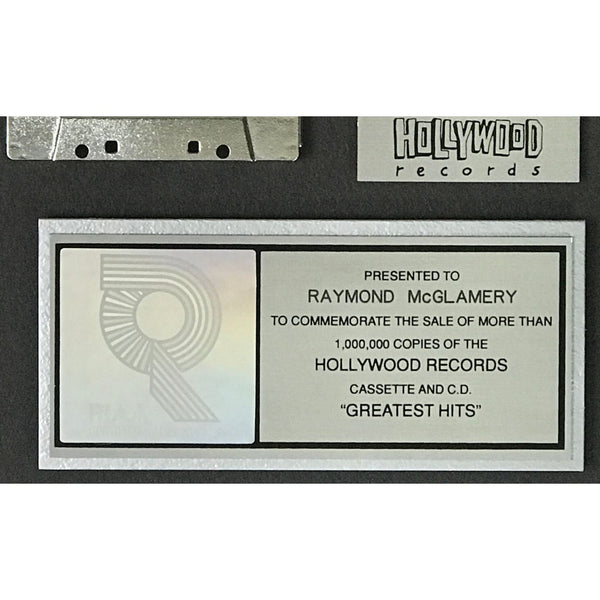 HOLLYWOOD
records
PRESENTED TO
RAYMOND McGLAMERY
TO COMMEMORATE THE SALE OF MORE THAN
1,000,000 COPIES OF THE
HOLLYWOOD RECORDS
CASSETTE AND C.D.
“GREATEST HITS”